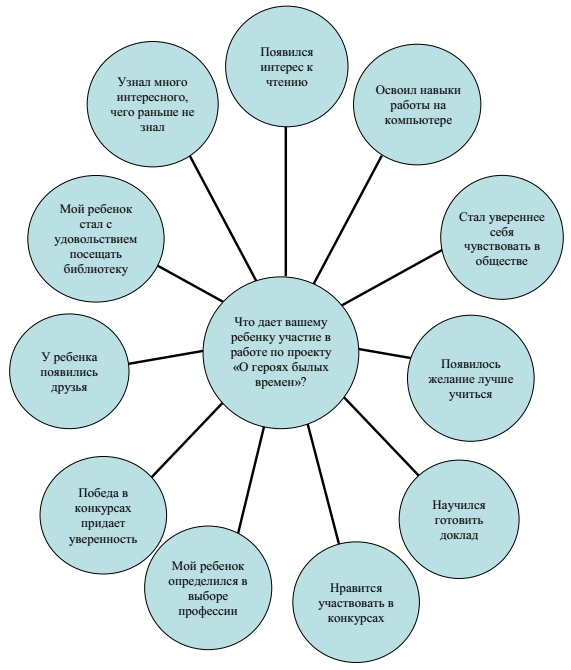 Появился
интерес к
чтению
Узнал много
интересного,
чего раньше не
знал
Освоил навыки
работы на
компьютере
Мой ребенок
стал с
удовольствием
посещать
библиотеку
Стал увереннее
себя
чувствовать в
обществе
Что дает вашему
ребенку участие в
работе по проекту
«О героях былых
времен»?
У ребенка
появились
друзья
Появилось
желание лучше
учиться
Победа в
конкурсах
придает
уверенность
Научился
готовить
доклад
Мой ребенок
определился в
выборе
профессии
Нравится
участвовать в
конкурсах